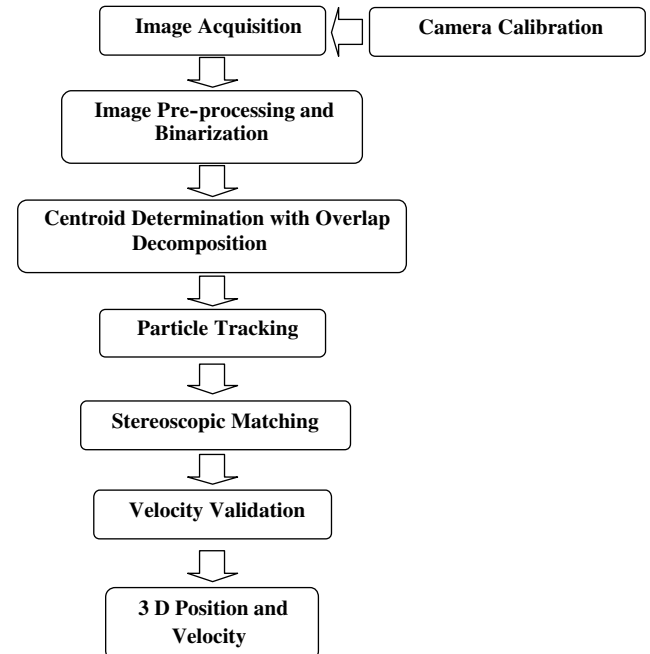 Image Acquisition
Camera Calibration
Image Pre-processing and
Binarization
Centroid Determination with Overlap
Decomposition
Particle Tracking
Stereoscopic Matching
Velocity Validation
3 D Position and
Velocity